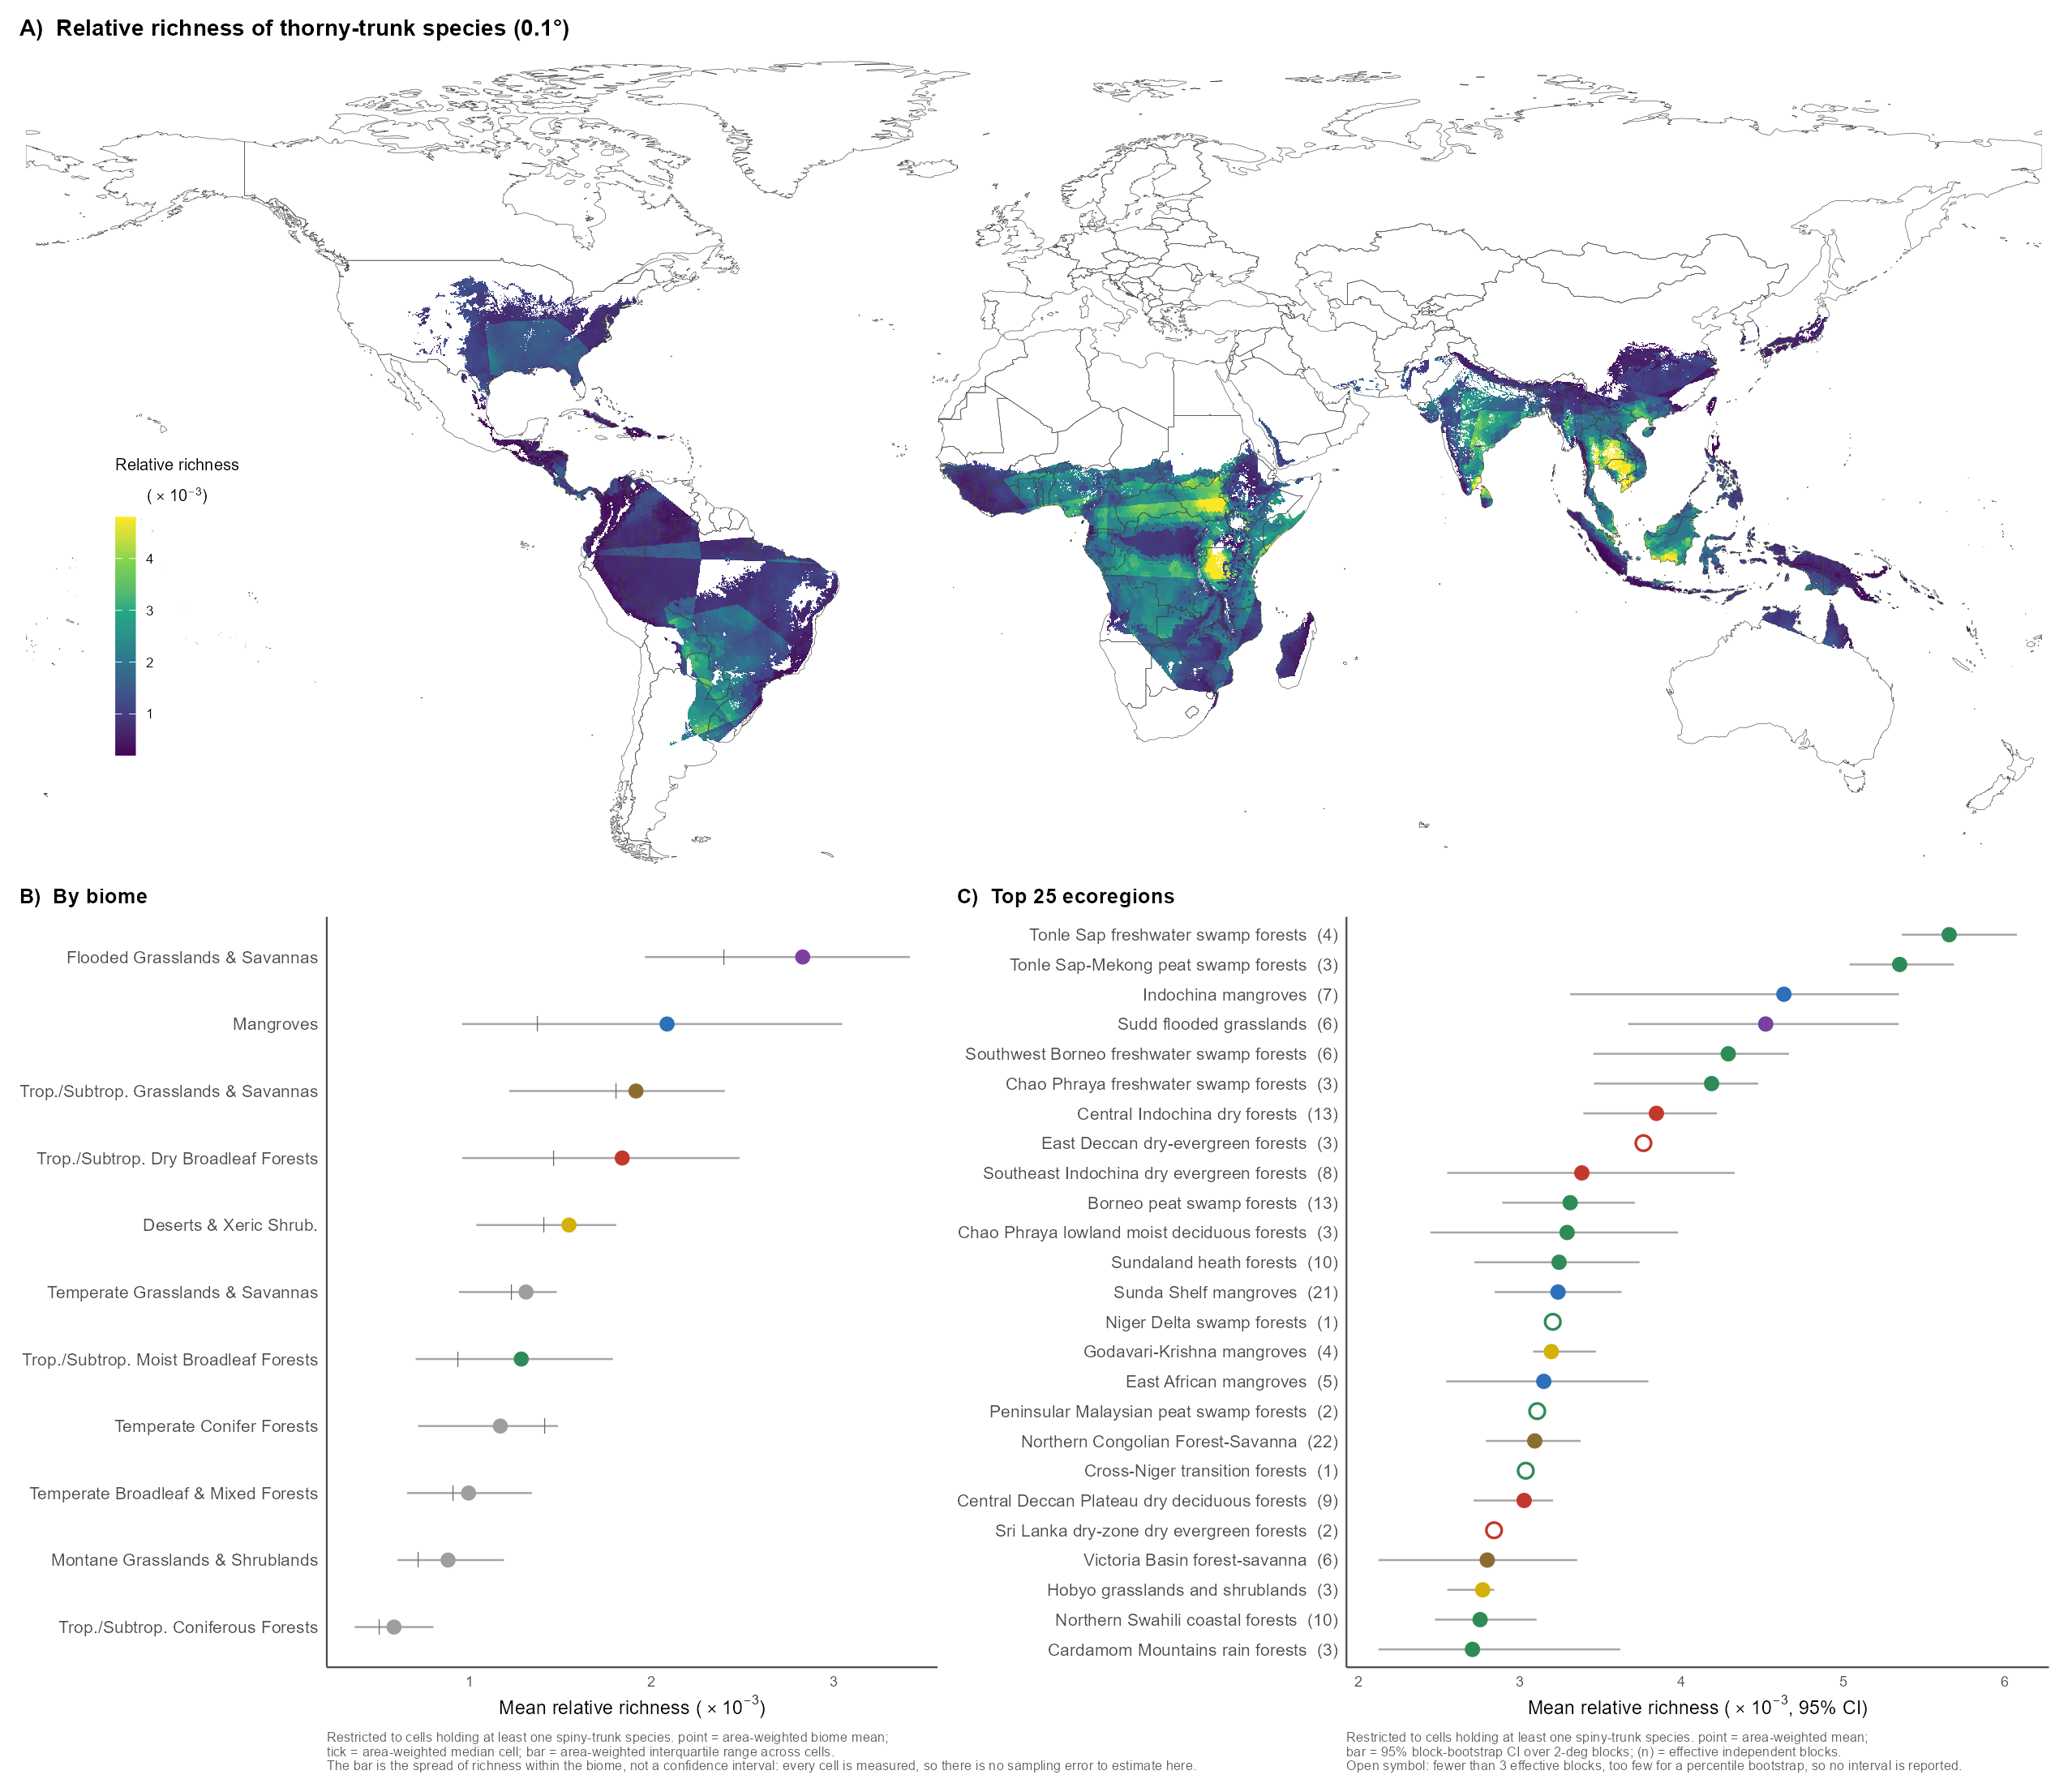 A)  Relative richness of thorny-trunk species (0.1°)
Relative richness
( × 10⁻³)
4
3
2
1
B)  By biome
Flooded Grasslands & Savannas
Mangroves
Trop./Subtrop. Grasslands & Savannas
Trop./Subtrop. Dry Broadleaf Forests
Deserts & Xeric Shrub.
Temperate Grasslands & Savannas
Trop./Subtrop. Moist Broadleaf Forests
Temperate Conifer Forests
Temperate Broadleaf & Mixed Forests
Montane Grasslands & Shrublands
Trop./Subtrop. Coniferous Forests
1 2 3
Mean relative richness ( × 10⁻³)
Restricted to cells holding at least one spiny-trunk species. point = area-weighted biome mean;
tick = area-weighted median cell; bar = area-weighted interquartile range across cells.
The bar is the spread of richness within the biome, not a confidence interval: every cell is measured, so there is no sampling error to estimate here.
C)  Top 25 ecoregions
Tonle Sap freshwater swamp forests (4)
Tonle Sap-Mekong peat swamp forests (3)
Indochina mangroves (7)
Sudd flooded grasslands (6)
Southwest Borneo freshwater swamp forests (6)
Chao Phraya freshwater swamp forests (3)
Central Indochina dry forests (13)
East Deccan dry-evergreen forests (3)
Southeast Indochina dry evergreen forests (8)
Borneo peat swamp forests (13)
Chao Phraya lowland moist deciduous forests (3)
Sundaland heath forests (10)
Sunda Shelf mangroves (21)
Niger Delta swamp forests (1)
Godavari-Krishna mangroves (4)
East African mangroves (5)
Peninsular Malaysian peat swamp forests (2)
Northern Congolian Forest-Savanna (22)
Cross-Niger transition forests (1)
Central Deccan Plateau dry deciduous forests (9)
Sri Lanka dry-zone dry evergreen forests (2)
Victoria Basin forest-savanna (6)
Hobyo grasslands and shrublands (3)
Northern Swahili coastal forests (10)
Cardamom Mountains rain forests (3)
2 3 4 5 6
Mean relative richness ( × 10⁻³, 95% CI)
Restricted to cells holding at least one spiny-trunk species. point = area-weighted mean;
bar = 95% block-bootstrap CI over 2-deg blocks; (n) = effective independent blocks.
Open symbol: fewer than 3 effective blocks, too few for a percentile bootstrap, so no interval is reported.